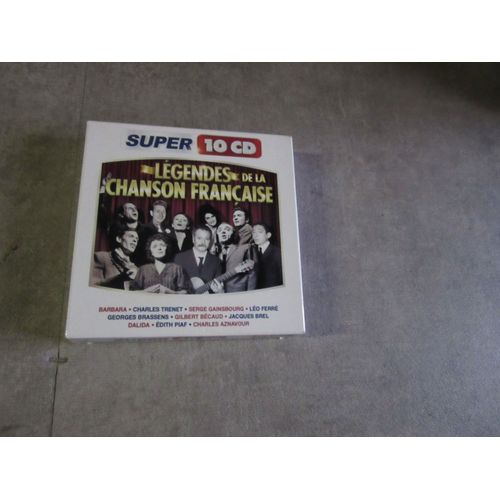 SUPER 10 CD
LÉGENDES DE LA
CHANSON FRANÇAISE
BARBARA • CHARLES TRENET • SERGE GAINSBOURG • LÉO FERRÉ
GEORGES BRASSENS • GILBERT BÉCAUD • JACQUES BREL
DALIDA • ÉDITH PIAF • CHARLES AZNAVOUR